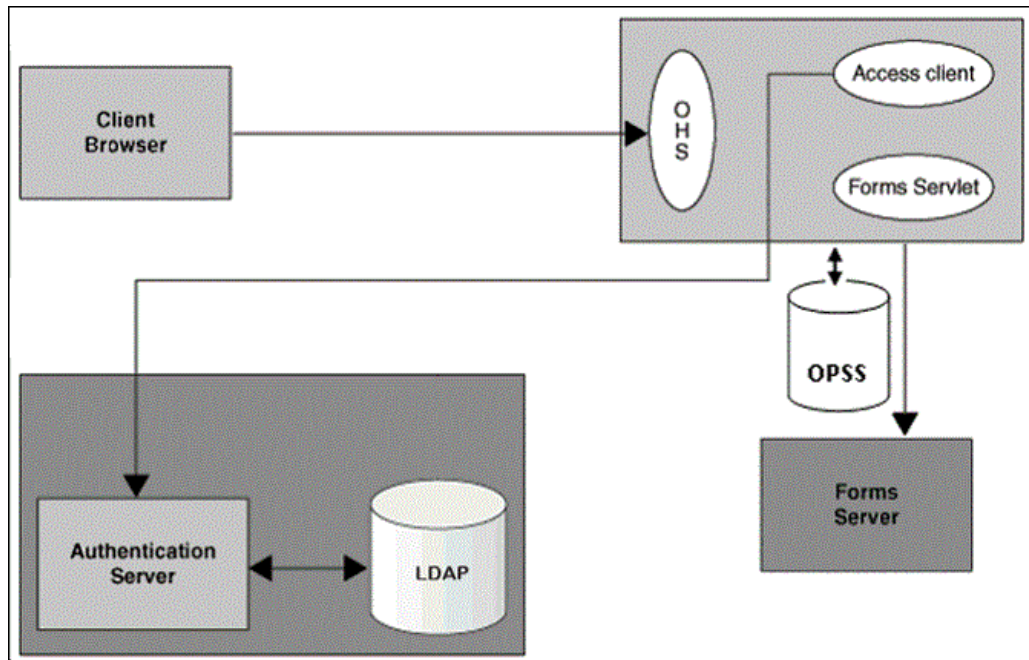 Client
Browser
O
H
S
Access client
Forms Servlet
OPSS
Forms
Server
Authentication
Server
LDAP